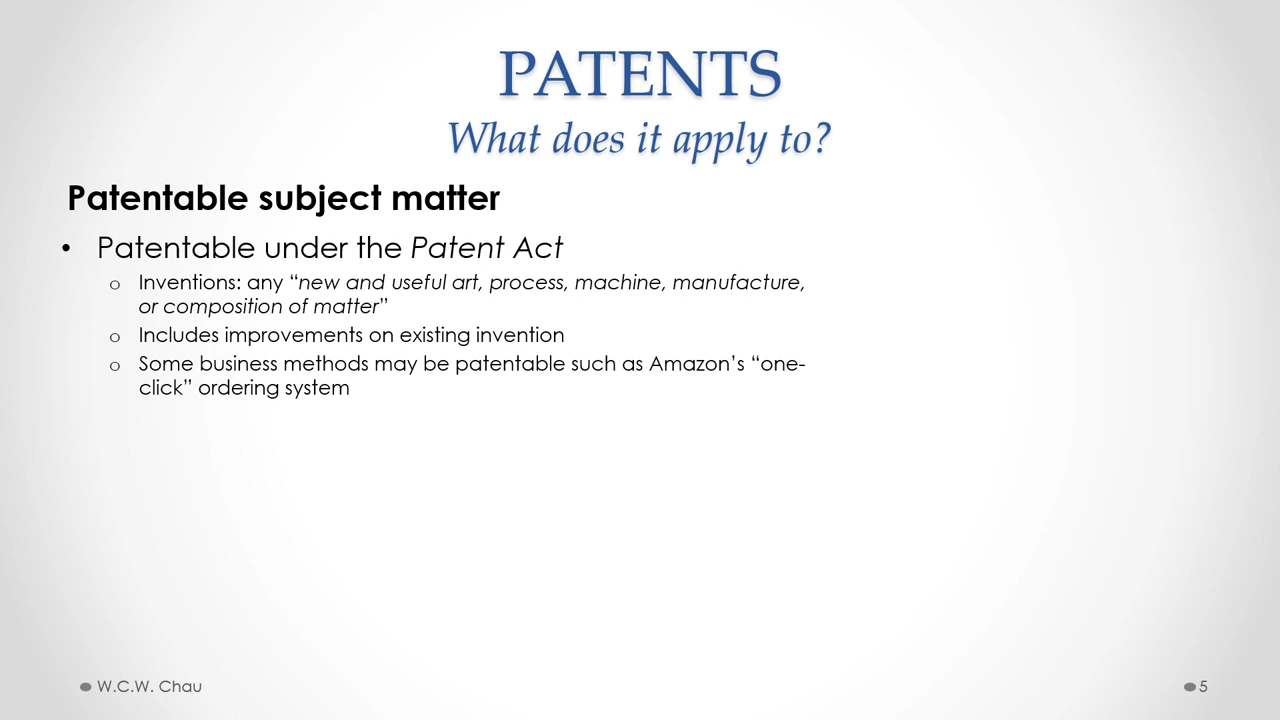 PATENTS
What does it apply to?
Patentable subject matter
• Patentable under the Patent Act
o Inventions: any “new and useful art, process, machine, manufacture,
or composition of matter”
o Includes improvements on existing invention
o Some business methods may be patentable such as Amazon’s “one-
click” ordering system
W.C.W. Chau
5